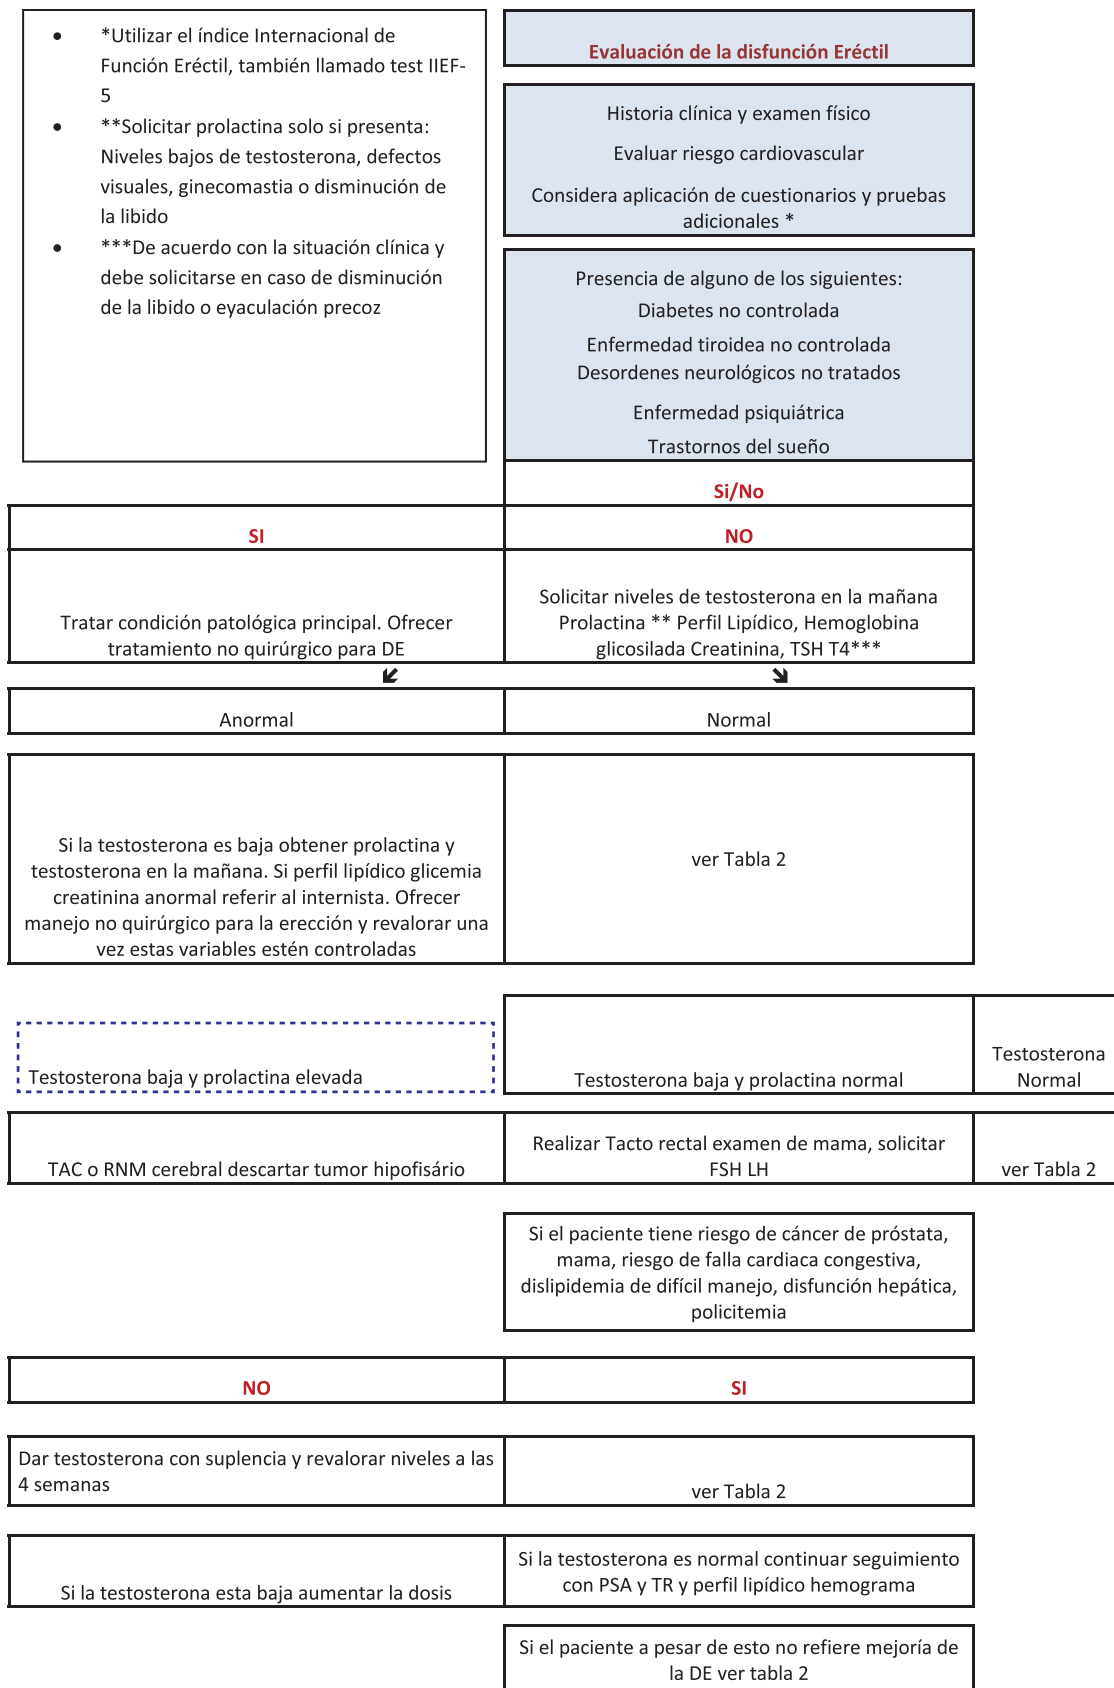 • *Utilizar el índice Internacional de
Función Eréctil, también llamado test IIEF-
5
• **Solicitar prolactina solo si presenta:
Niveles bajos de testosterona, defectos
visuales, ginecomastia o disminución de
la libido
• ***De acuerdo con la situación clínica y
debe solicitarse en caso de disminución
de la libido o eyaculación precoz
Evaluación de la disfunción Eréctil
Historia clínica y examen físico
Evaluar riesgo cardiovascular
Considera aplicación de cuestionarios y pruebas
adicionales *
Presencia de alguno de los siguientes:
Diabetes no controlada
Enfermedad tiroidea no controlada
Desordenes neurológicos no tratados
Enfermedad psiquiátrica
Trastornos del sueño
Si/No
SI
NO
Tratar condición patológica principal. Ofrecer
tratamiento no quirúrgico para DE
Solicitar niveles de testosterona en la mañana
Prolactina ** Perfil Lipídico, Hemoglobina
glicosilada Creatinina, TSH T4***
Anormal
Normal
Si la testosterona es baja obtener prolactina y
testosterona en la mañana. Si perfil lipídico glicemia
creatinina anormal referir al internista. Ofrecer
manejo no quirúrgico para la erección y revalorar una
vez estas variables estén controladas
ver Tabla 2
Testosterona baja y prolactina elevada
Testosterona baja y prolactina normal
Testosterona
Normal
TAC o RNM cerebral descartar tumor hipofisário
Realizar Tacto rectal examen de mama, solicitar
FSH LH
ver Tabla 2
Si el paciente tiene riesgo de cáncer de próstata,
mama, riesgo de falla cardiaca congestiva,
dislipidemia de difícil manejo, disfunción hepática,
policitemia
NO
SI
Dar testosterona con suplencia y revalorar niveles a las
4 semanas
ver Tabla 2
Si la testosterona esta baja aumentar la dosis
Si la testosterona es normal continuar seguimiento
con PSA y TR y perfil lipídico hemograma
Si el paciente a pesar de esto no refiere mejoría de
la DE ver tabla 2